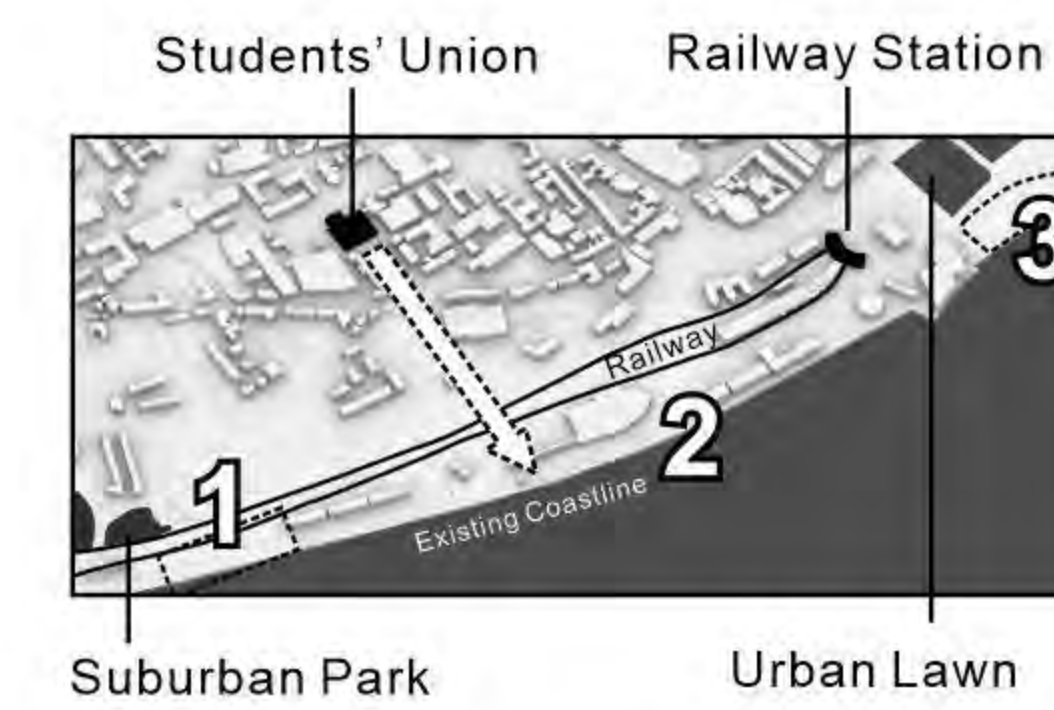 Students' Union
Railway Station
3
Railway
2
1
Existing Coastline
Suburban Park
Urban Lawn